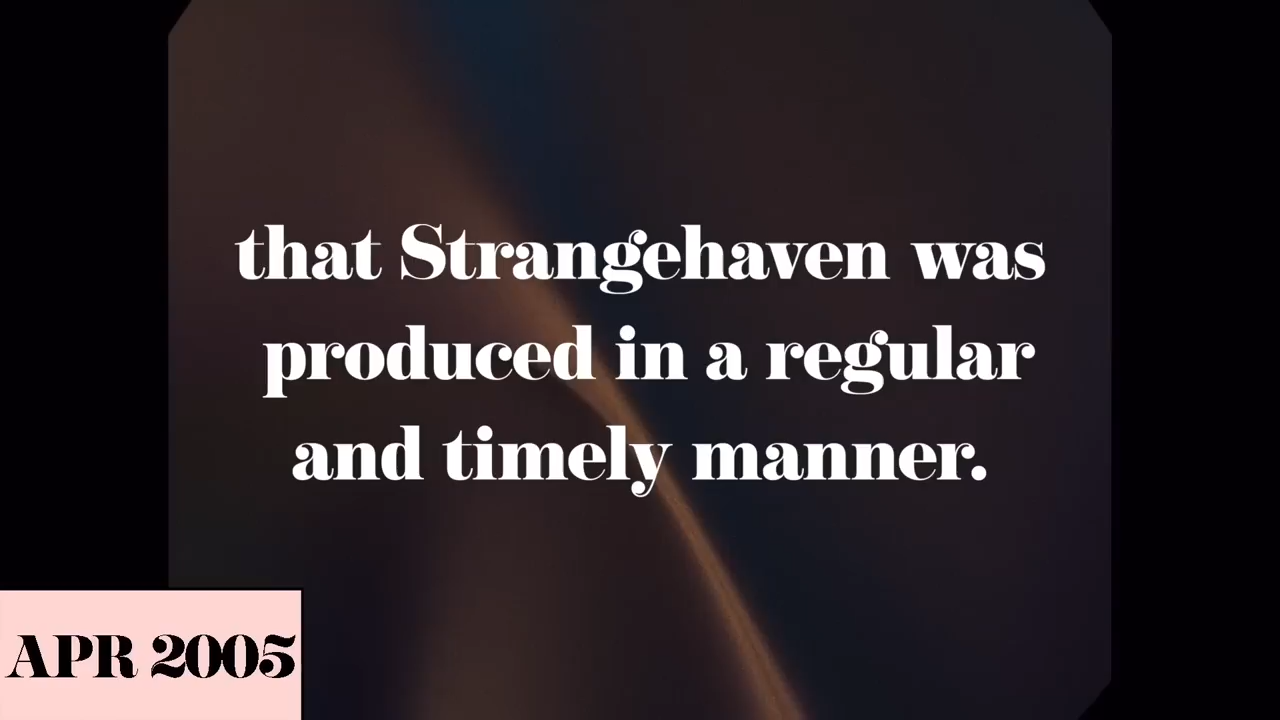 that Strangehaven was
produced in a regular
and timely manner.
APR 2005